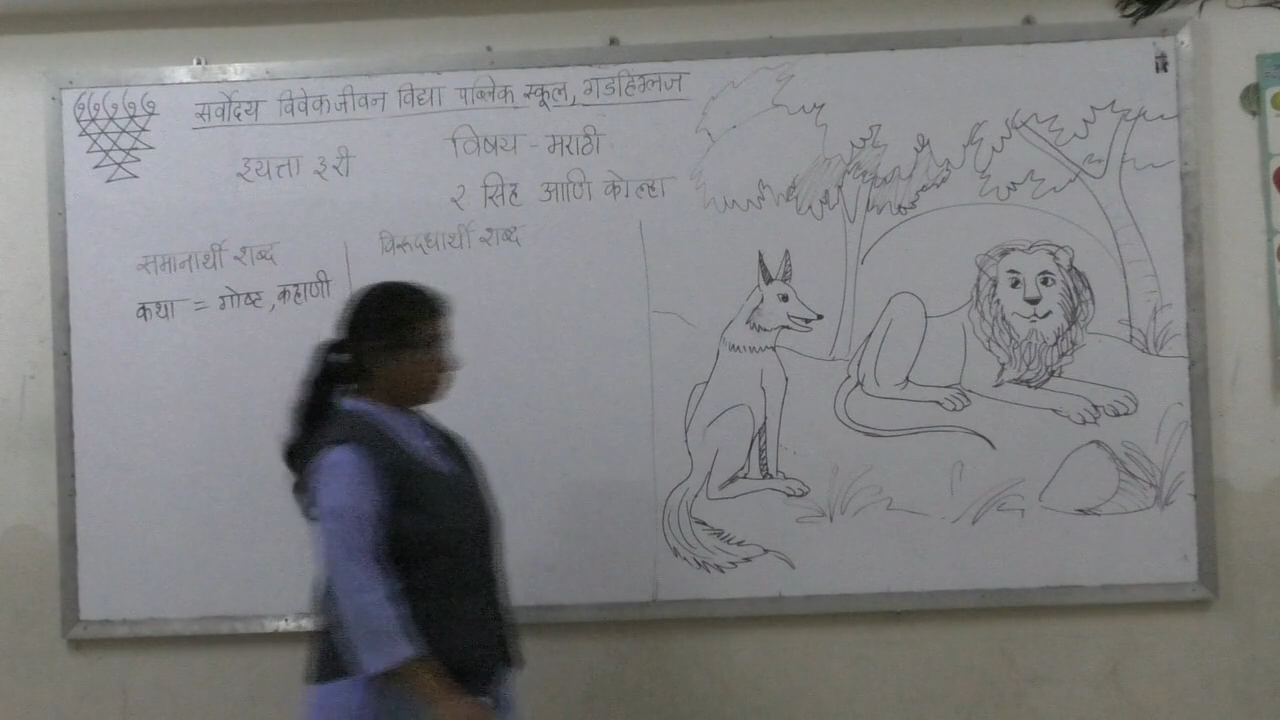 सर्वोदय विवेकजीवन विद्या पब्लिक स्कूल, गडहिंग्लज
विषय - मराठी
इयत्ता ३री
२ सिंह आणि कोल्हा
समानार्थी शब्द
विरुद्धार्थी शब्द
कथा = गोष्ट, कहाणी